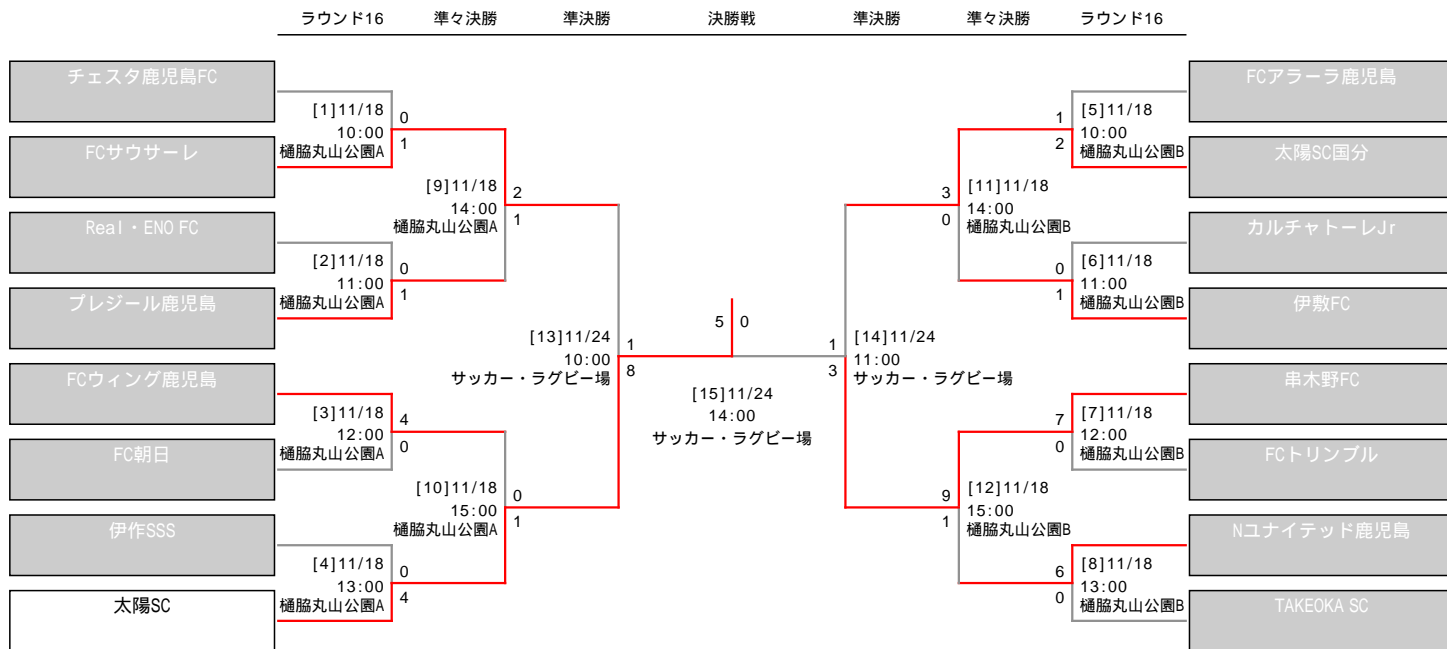 ラウンド16 準々決勝 準決勝 決勝戦 準決勝 準々決勝 ラウンド16
チェスタ鹿児島FC
FCサウサーレ
Real・ENO FC
プレジール鹿児島
FCウィング鹿児島
FC朝日
伊作SSS
太陽SC
[1]11/18
10:00
樋脇丸山公園A
0
1
[2]11/18
11:00
樋脇丸山公園A
0
1
[3]11/18
12:00
樋脇丸山公園A
4
0
[4]11/18
13:00
樋脇丸山公園A
0
4
[9]11/18
14:00
樋脇丸山公園A
2
1
[10]11/18
15:00
樋脇丸山公園A
0
1
[13]11/24
10:00
サッカー・ラグビー場
1
8
5 0
[15]11/24
14:00
サッカー・ラグビー場
1
3
[14]11/24
11:00
サッカー・ラグビー場
3
0
[11]11/18
14:00
樋脇丸山公園B
9
1
[12]11/18
15:00
樋脇丸山公園B
1
2
[5]11/18
10:00
樋脇丸山公園B
0
1
[6]11/18
11:00
樋脇丸山公園B
7
0
[7]11/18
12:00
樋脇丸山公園B
6
0
[8]11/18
13:00
樋脇丸山公園B
FCアラーラ鹿児島
太陽SC国分
カルチャトーレJr
伊敷FC
串木野FC
FCトリンブル
Nユナイテッド鹿児島
TAKEOKA SC